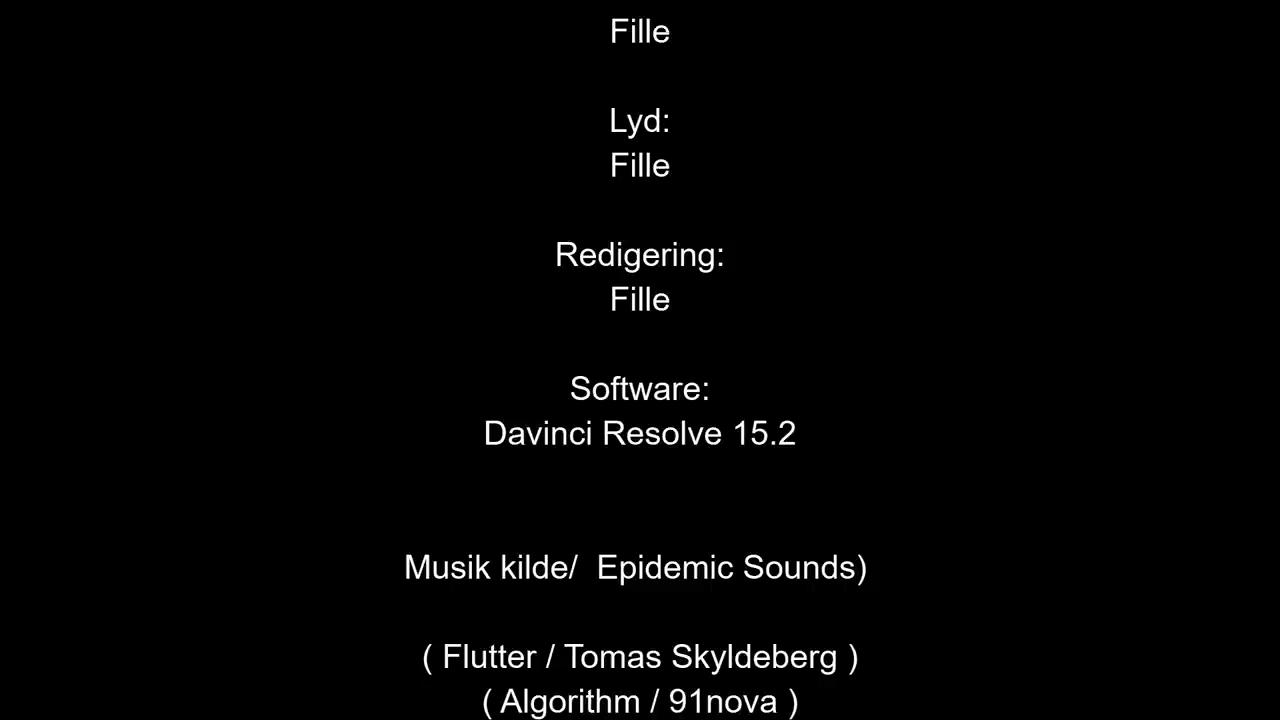 Fille
Lyd:
Fille
Redigering:
Fille
Software:
Davinci Resolve 15.2
Musik kilde/  Epidemic Sounds)
( Flutter / Tomas Skyldeberg )
( Algorithm / 91nova )